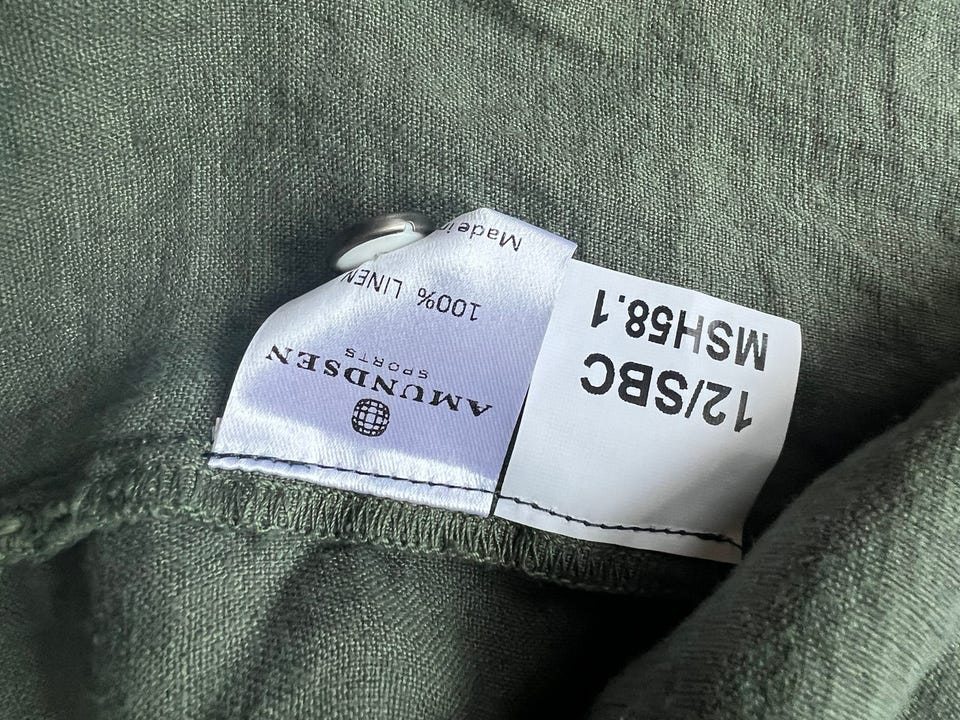 AMUNDSEN
SPORTS
100% LINEN
Made in
12/SBC
MSH58.1